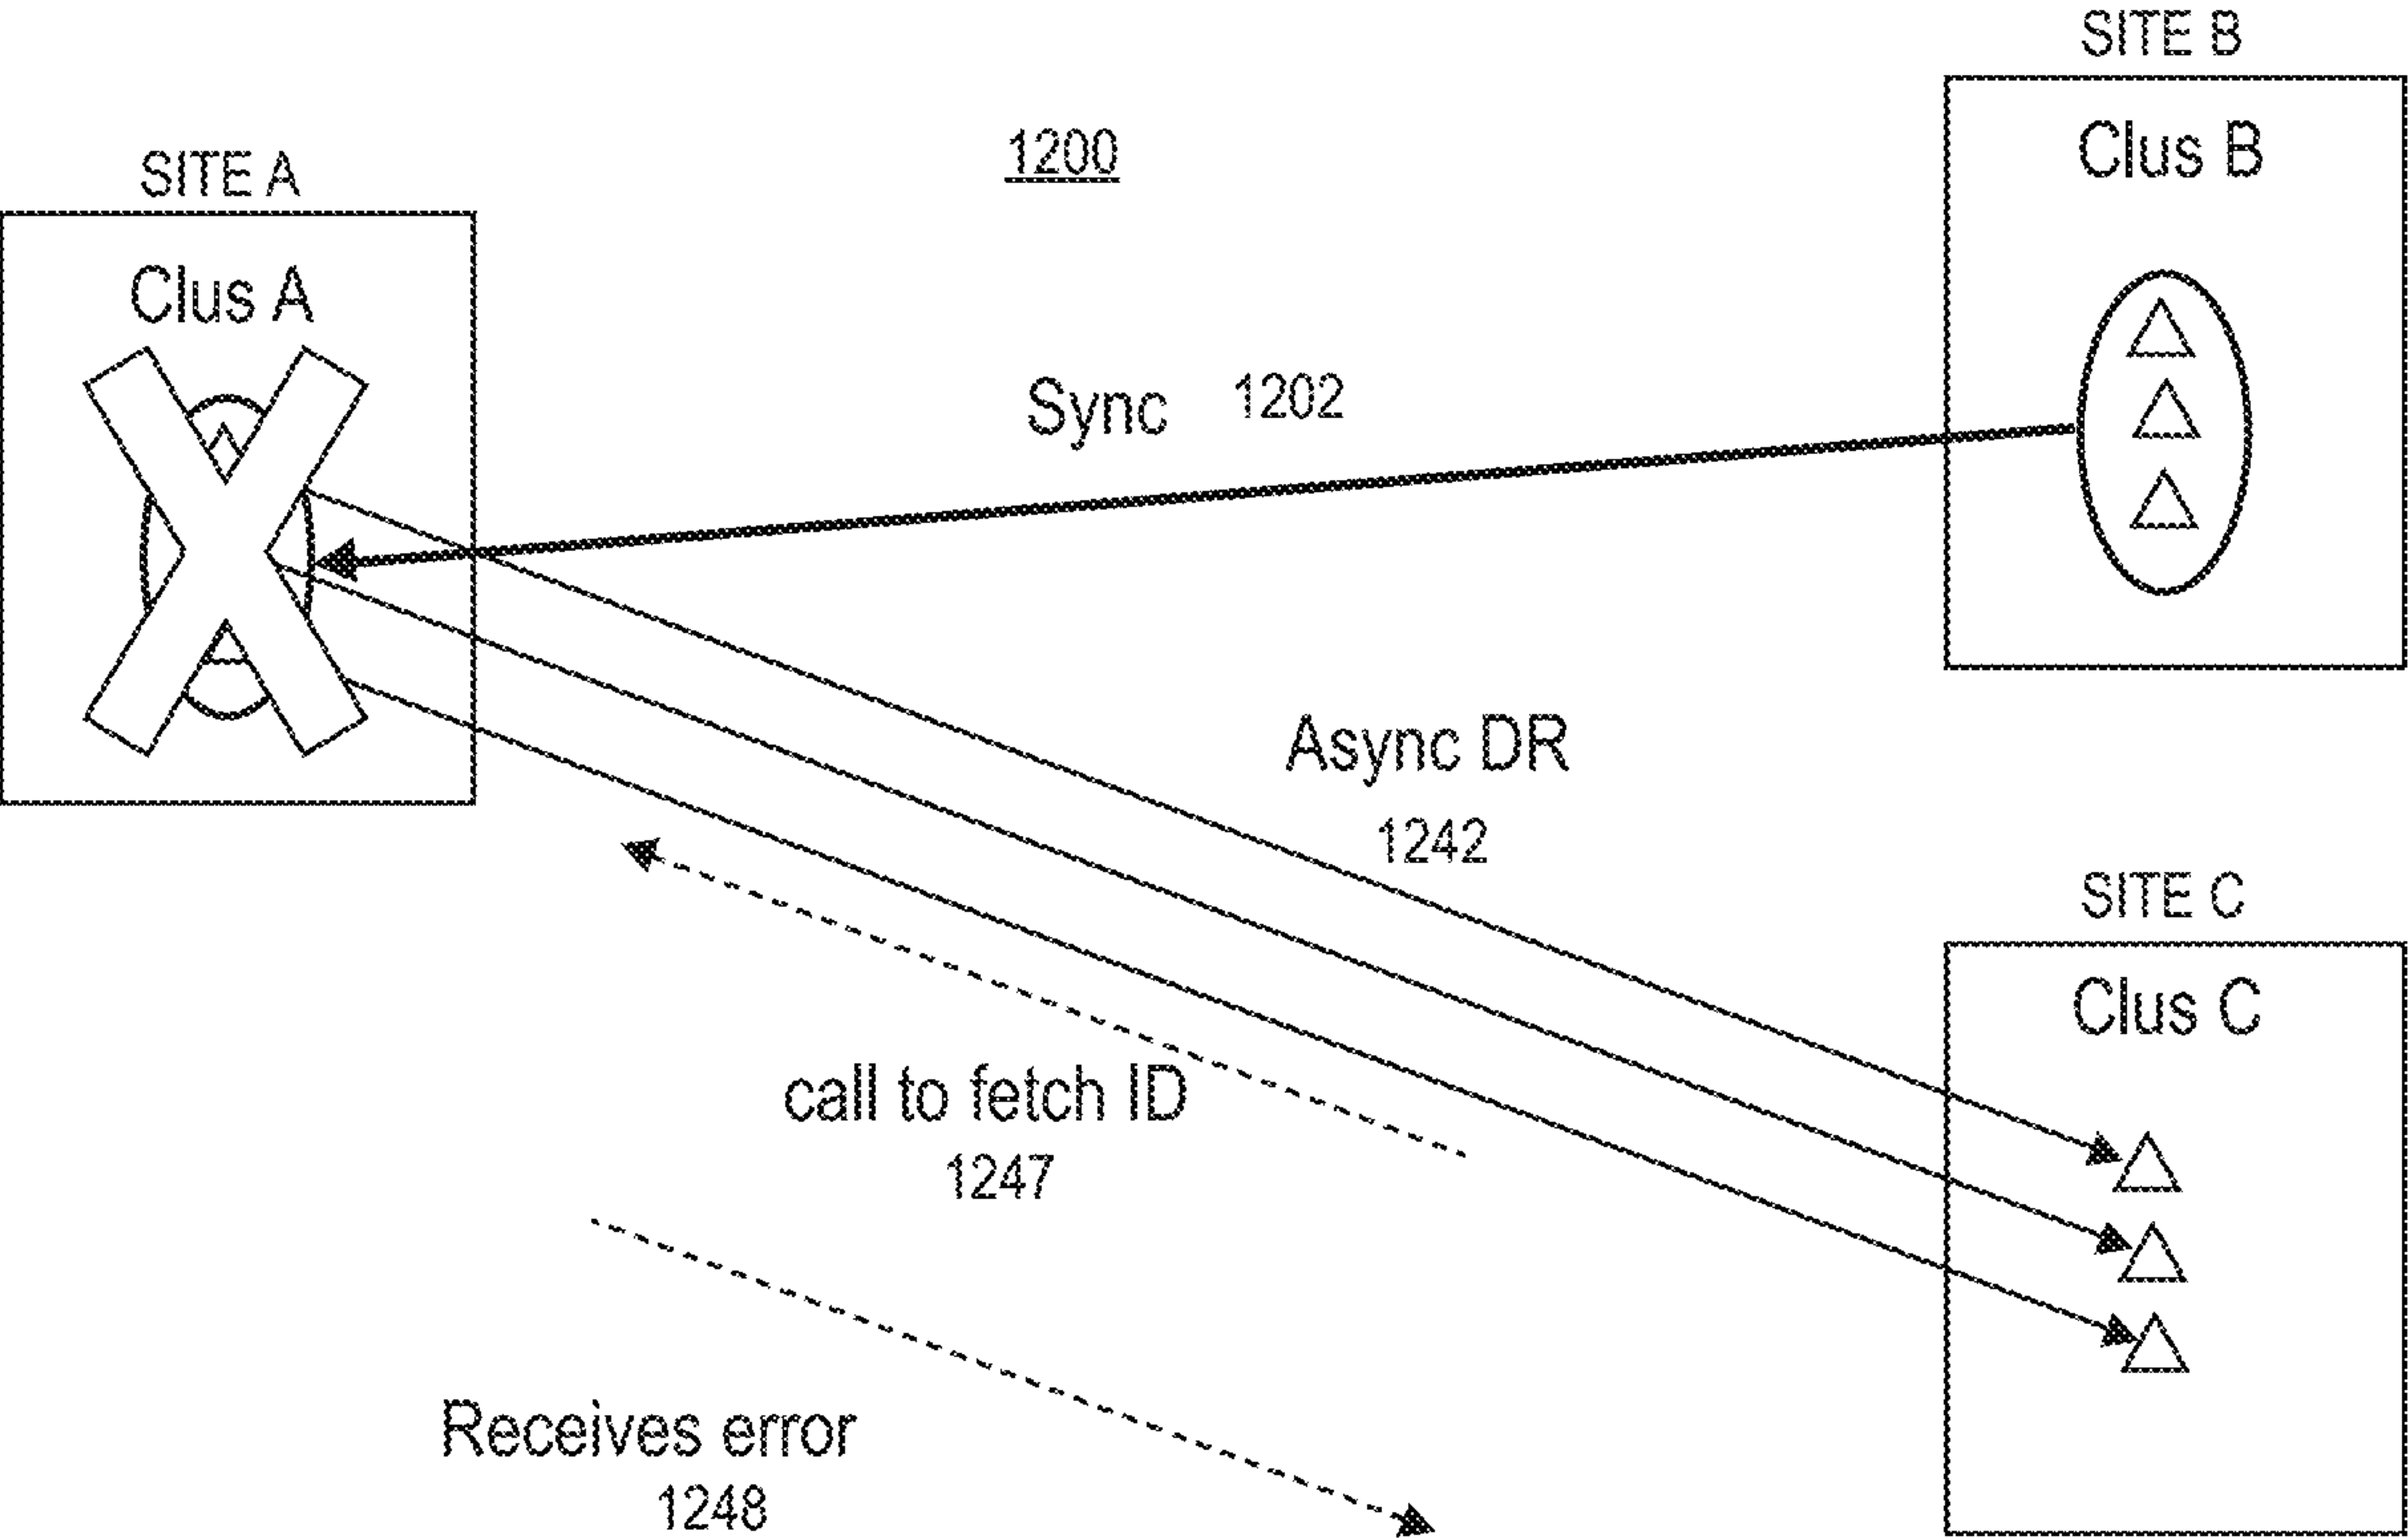 SITE B
Clus B
1200
SITE A
Clus A
Sync 1202
Async DR
1242
SITE C
Clus C
call to fetch ID
1247
Receives error
1248